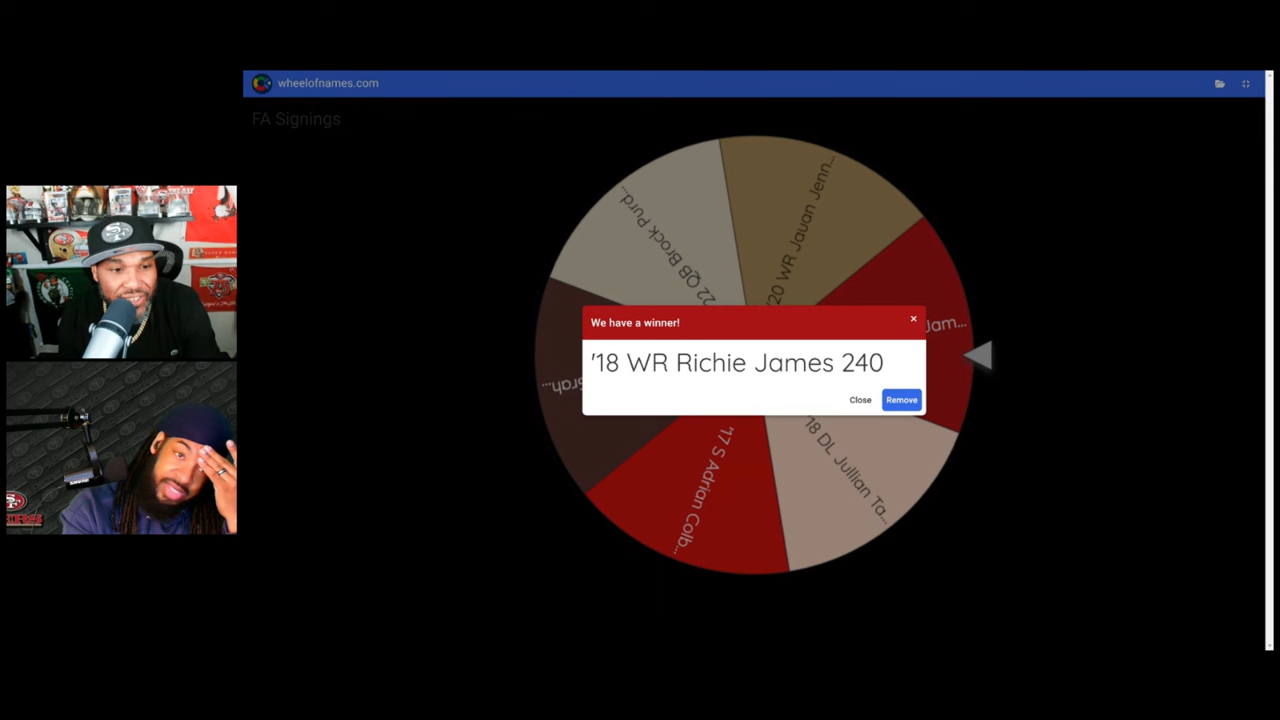 wheelofnames.com
FA Signings
'20 WR Jauan Jenn...
22 QB Brock Purd...
Jam...
We have a winner!
'18 WR Richie James 240
Close
Remove
'18 DL Jullian Ta...
'17 S Adrian Colb...